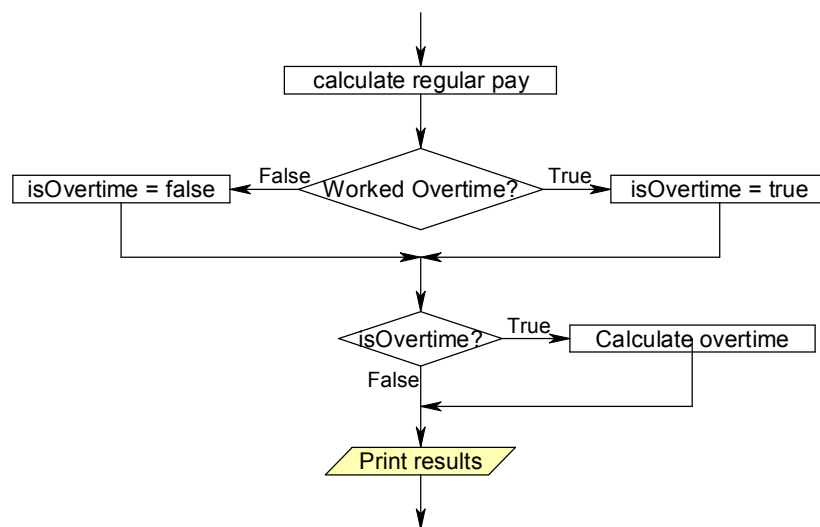 calculate regular pay
False
True
isOvertime = false
Worked Overtime?
isOvertime = true
True
isOvertime?
Calculate overtime
False
Print results